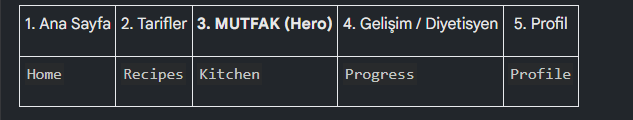 1. Ana Sayfa 2. Tarifler 3. MUTFAK (Hero) 4. Gelişim / Diyetisyen 5. Profil
Home Recipes Kitchen Progress Profile